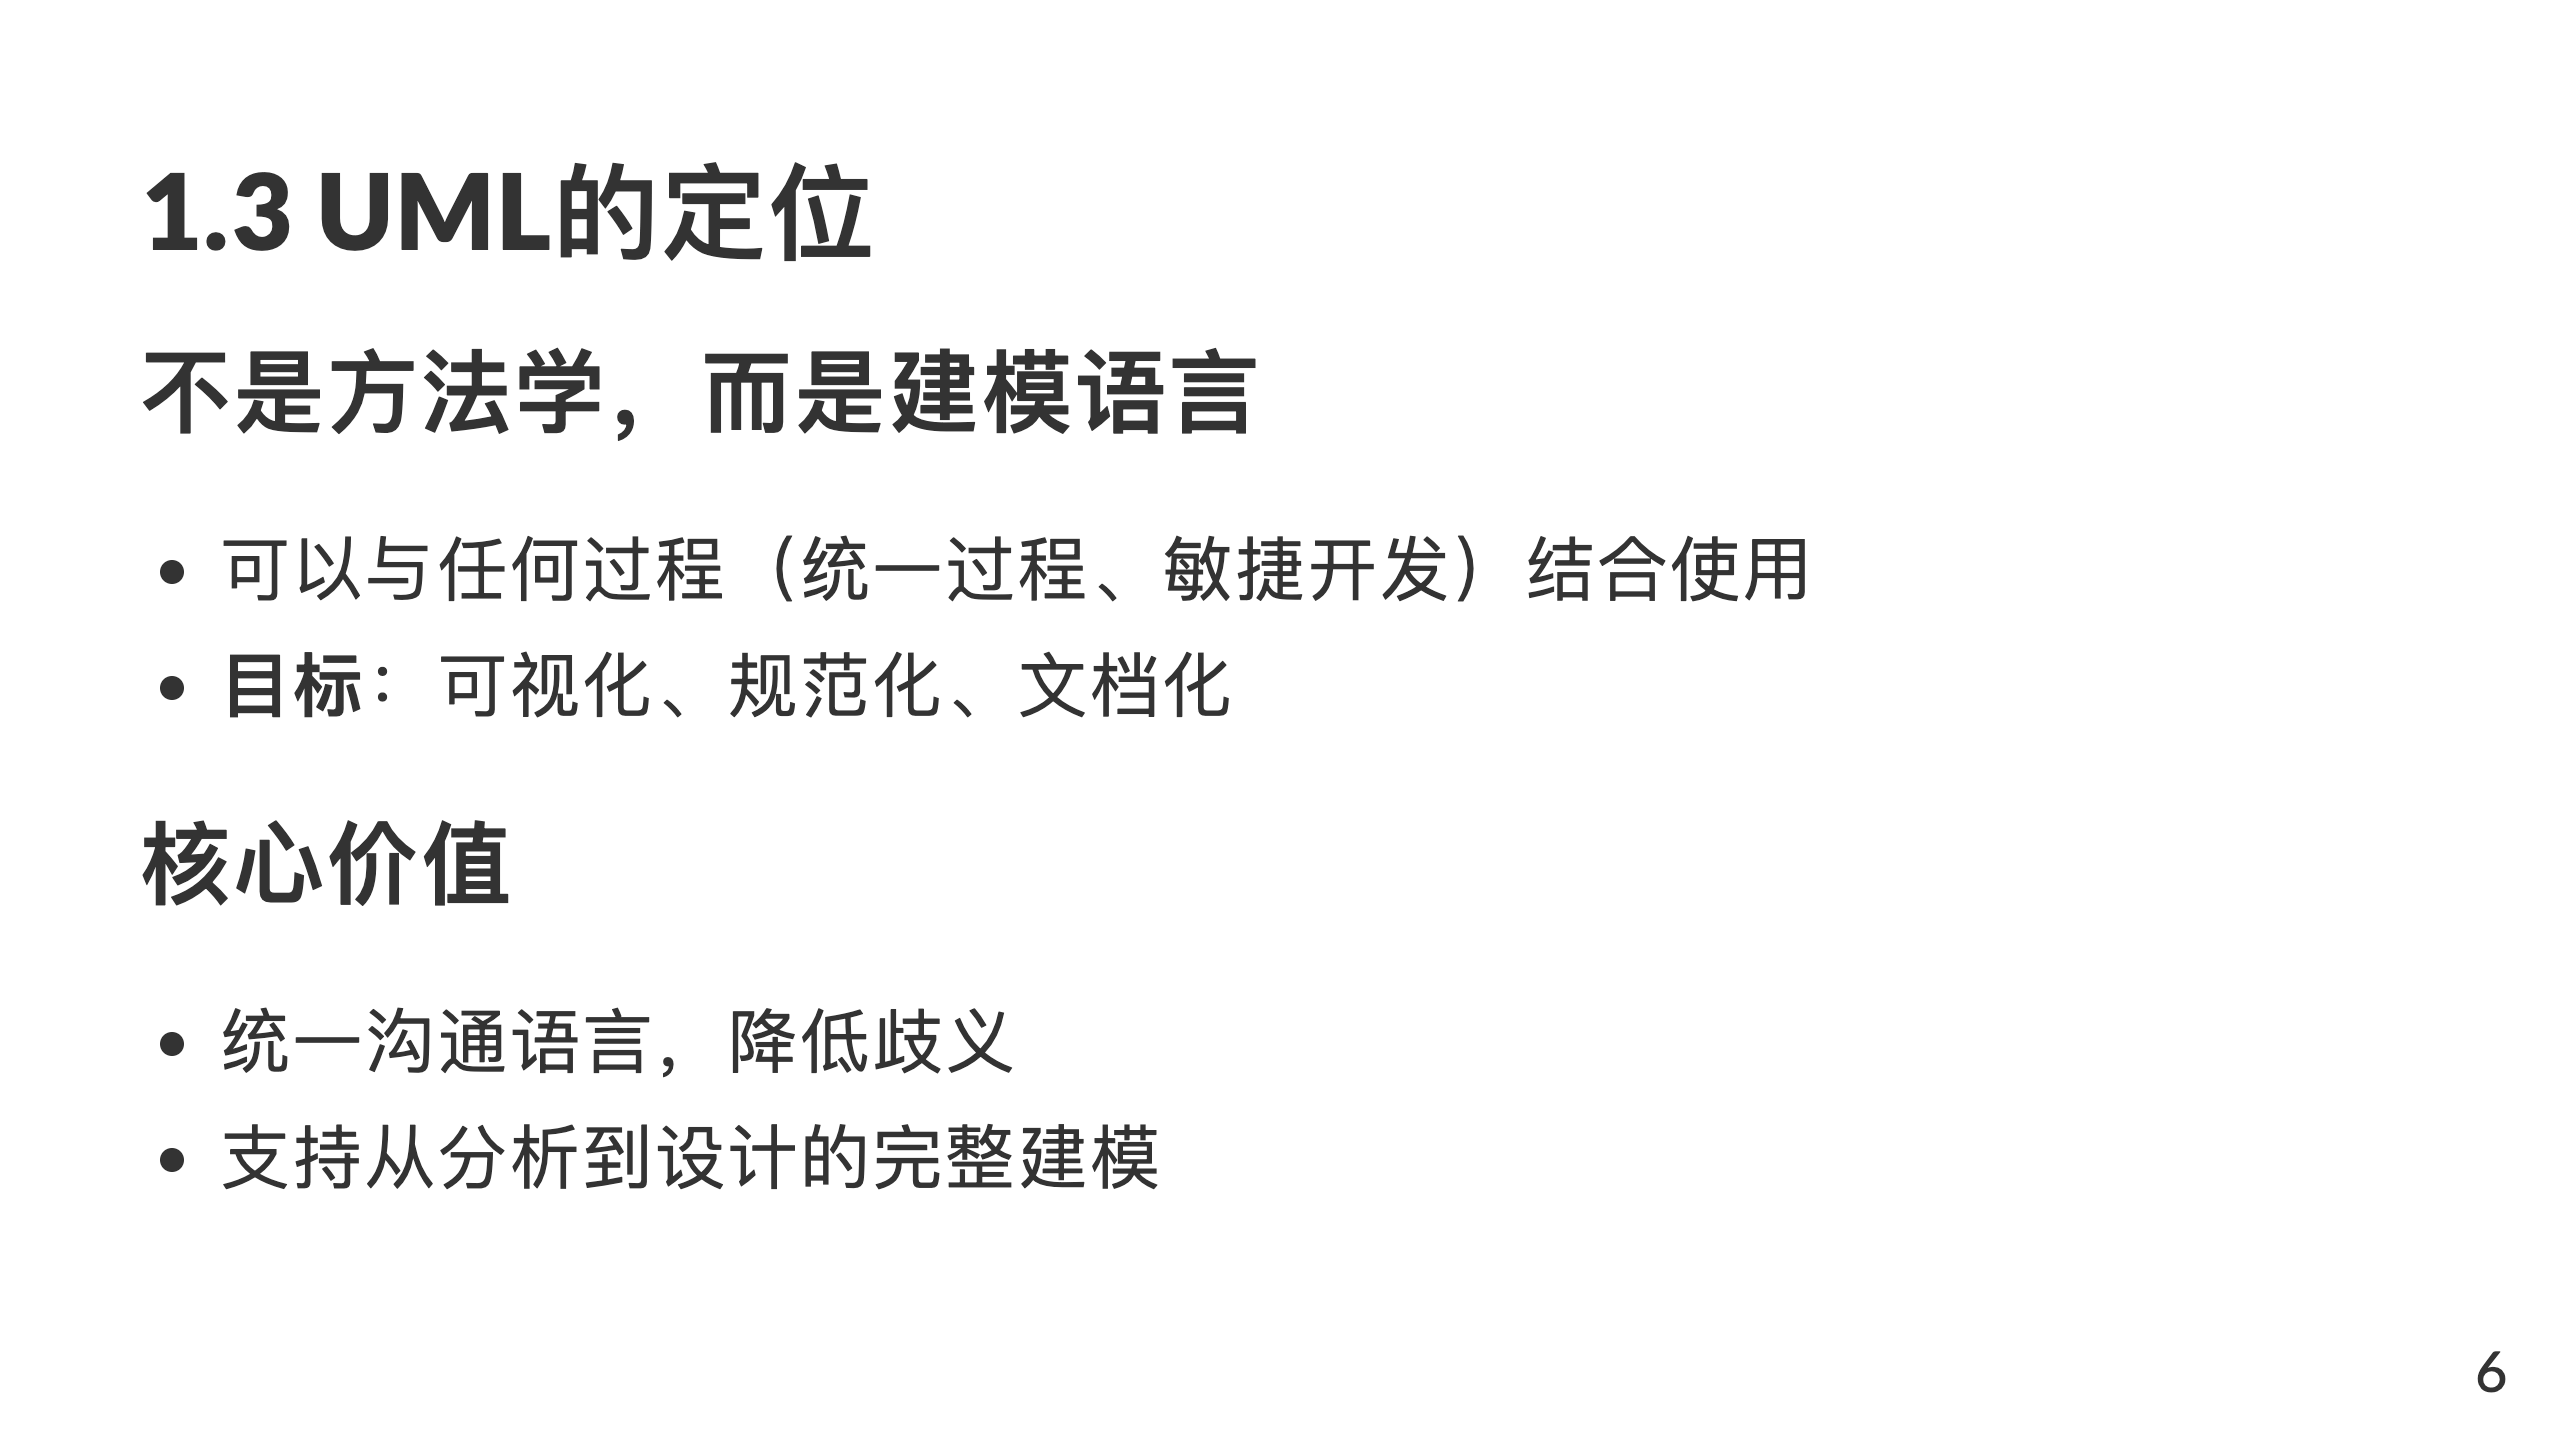 1.3 UML的定位
不是方法学，而是建模语言
• 可以与任何过程（统一过程、敏捷开发）结合使用
• 目标：可视化、规范化、文档化
核心价值
• 统一沟通语言，降低歧义
• 支持从分析到设计的完整建模
6